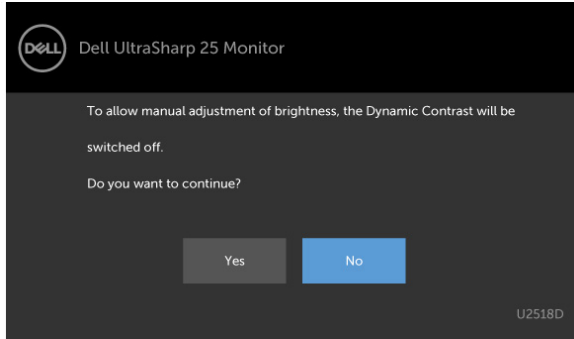 DELL
Dell UltraSharp 25 Monitor
To allow manual adjustment of brightness, the Dynamic Contrast will be
switched off.
Do you want to continue?
Yes
No
U2518D